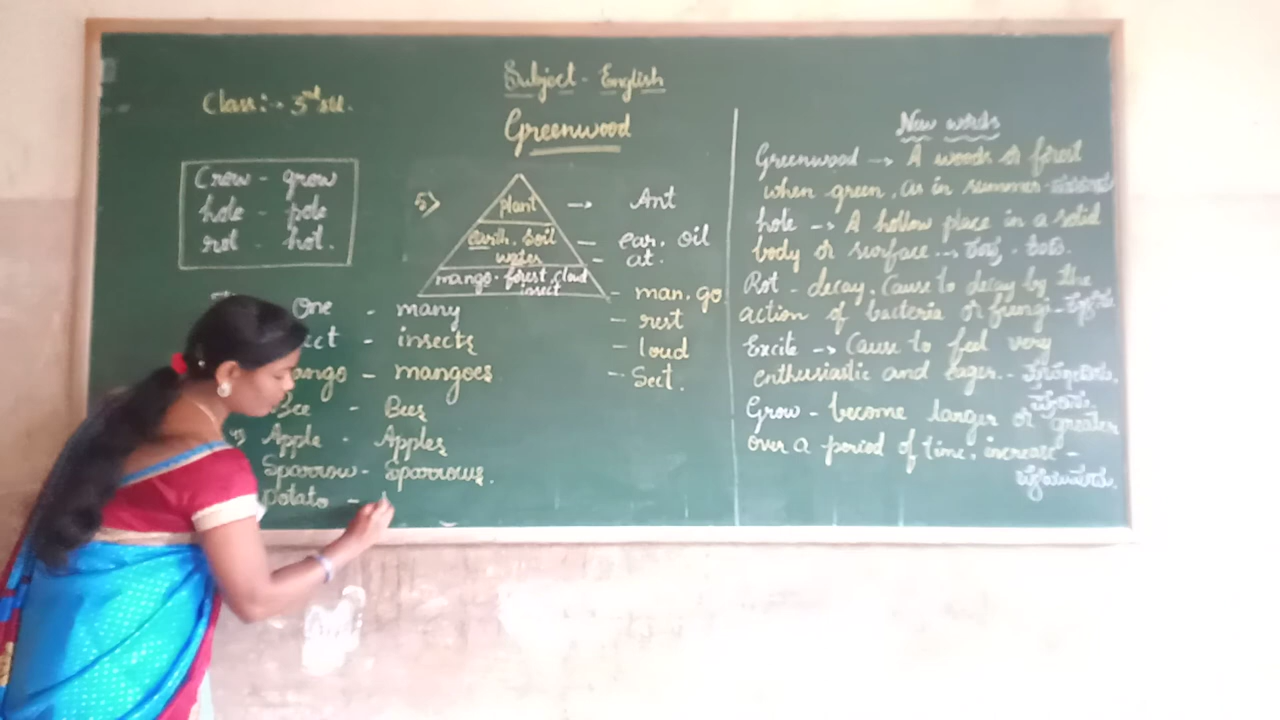 Subject - English
Class:- 3rd std.
Greenwood
Crow - grow
hole - pole
rot - hot.
5>
plant → Ant
earth. soil - ear. oil
water - at.
mango. forest. cloud
insect
- man. go
- rest
- loud
- Sect.
One - many
ect - insects
ango - mangoes
Bee - Bees
Apple - Apples
Sparrow - Sparrows.
potato -
New words
Greenwood → A woods or forest
when green, as in summer
hole → A hollow place in a solid
body or surface →
Rot - decay, Cause to decay by the
action of bacteria or fungi -
Excite → Cause to feel very
enthusiastic and eager. -
Grow - become larger or greater
over a period of time. increase -